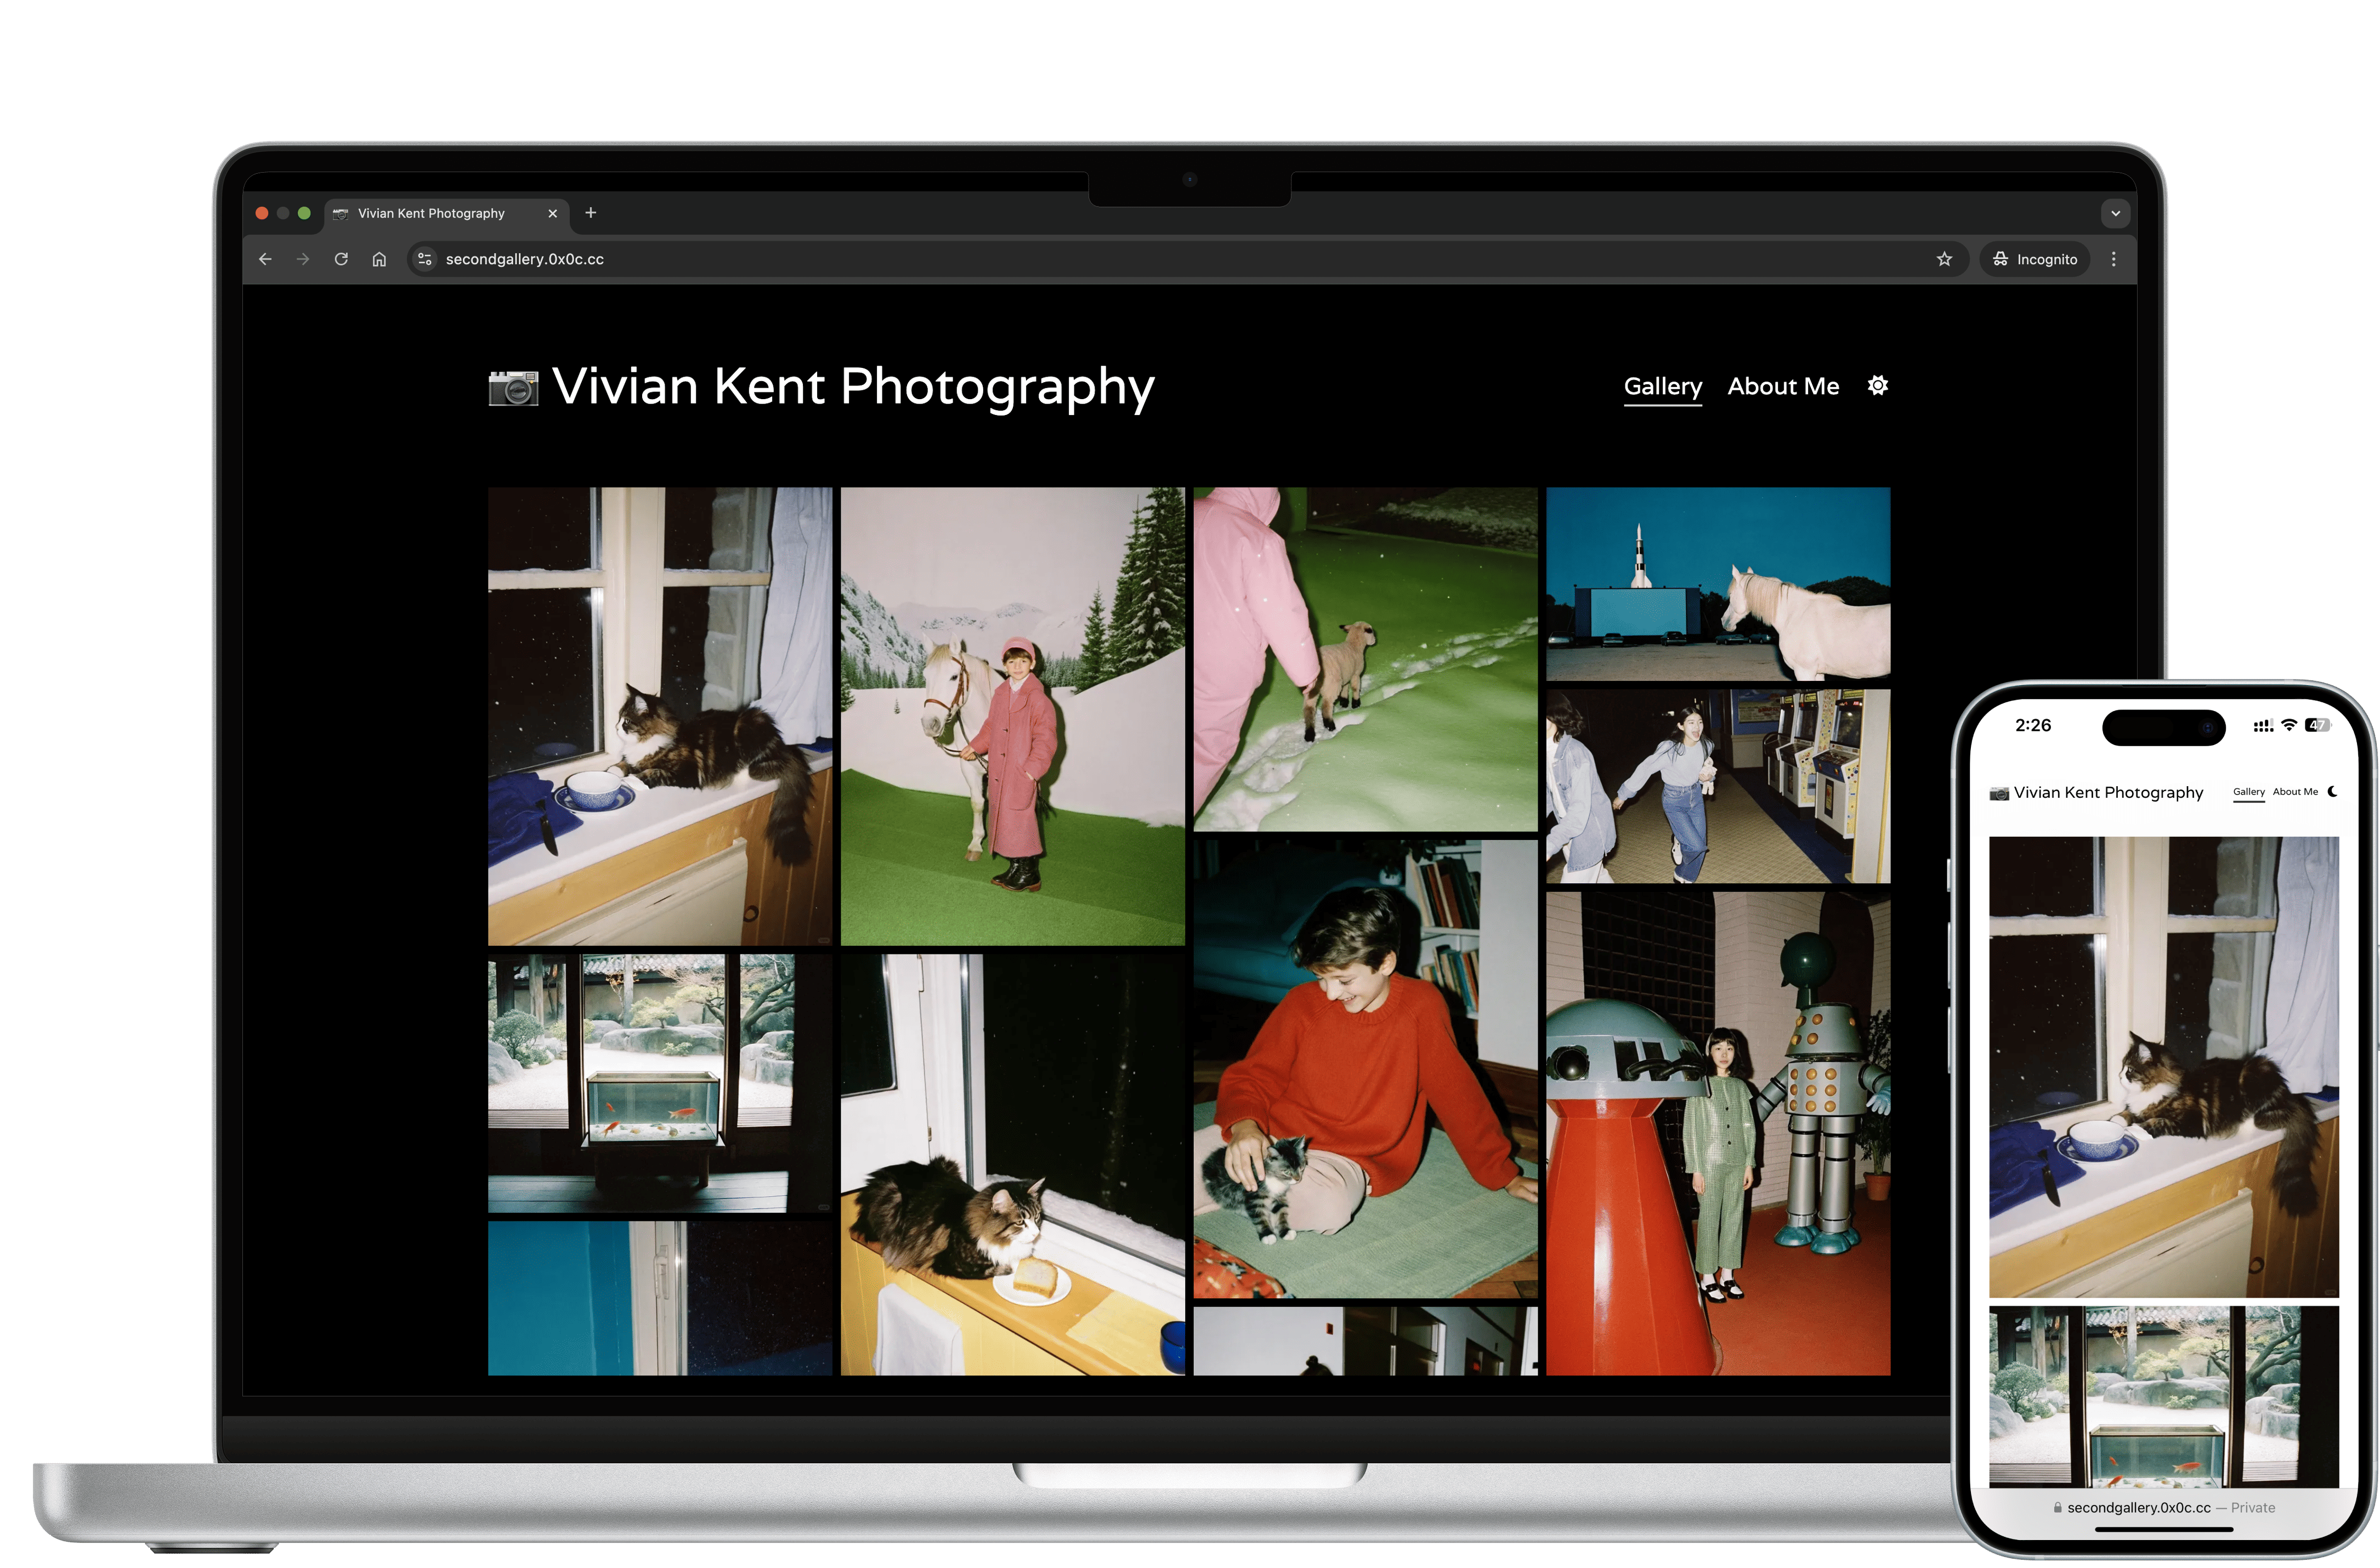 Vivian Kent Photography
secondgallery.0x0c.cc
Incognito
Vivian Kent Photography
Gallery About Me
2:26
47
Vivian Kent Photography
Gallery About Me
secondgallery.0x0c.cc — Private